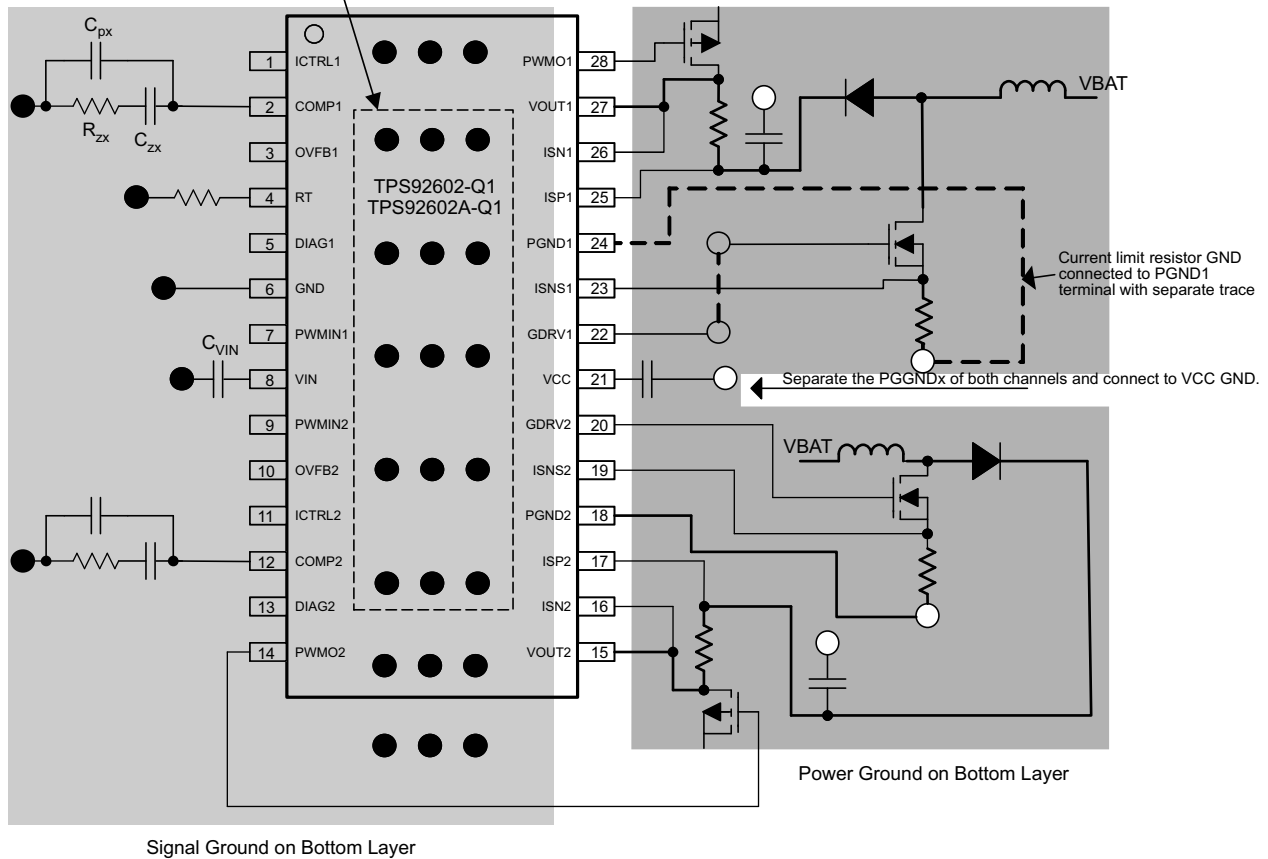 Cpx
Rzx
Czx
CVIN
1 ICTRL1
2 COMP1
3 OVFB1
4 RT
5 DIAG1
6 GND
7 PWMIN1
8 VIN
9 PWMIN2
10 OVFB2
11 ICTRL2
12 COMP2
13 DIAG2
14 PWMO2
TPS92602-Q1
TPS92602A-Q1
PWMO1 28
VOUT1 27
ISN1 26
ISP1 25
PGND1 24
ISNS1 23
GDRV1 22
VCC 21
GDRV2 20
ISNS2 19
PGND2 18
ISP2 17
ISN2 16
VOUT2 15
VBAT
Current limit resistor GND
connected to PGND1
terminal with separate trace
Separate the PGGNDx of both channels and connect to VCC GND.
VBAT
Power Ground on Bottom Layer
Signal Ground on Bottom Layer